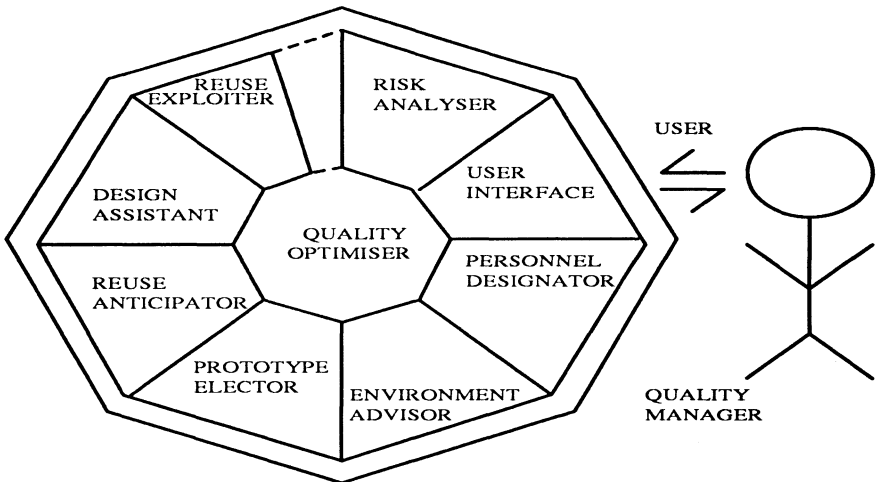 REUSE
EXPLOITER
RISK
ANALYSER
USER
USER
INTERFACE
DESIGN
ASSISTANT
QUALITY
OPTIMISER
PERSONNEL
DESIGNATOR
REUSE
ANTICIPATOR
PROTOTYPE
ELECTOR
ENVIRONMENT
ADVISOR
QUALITY
MANAGER